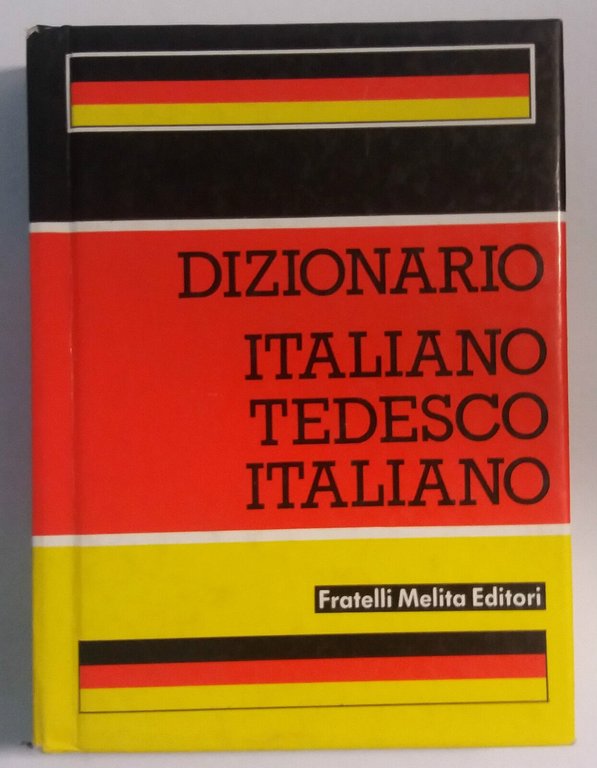 DIZIONARIO
ITALIANO
TEDESCO
ITALIANO
Fratelli Melita Editori